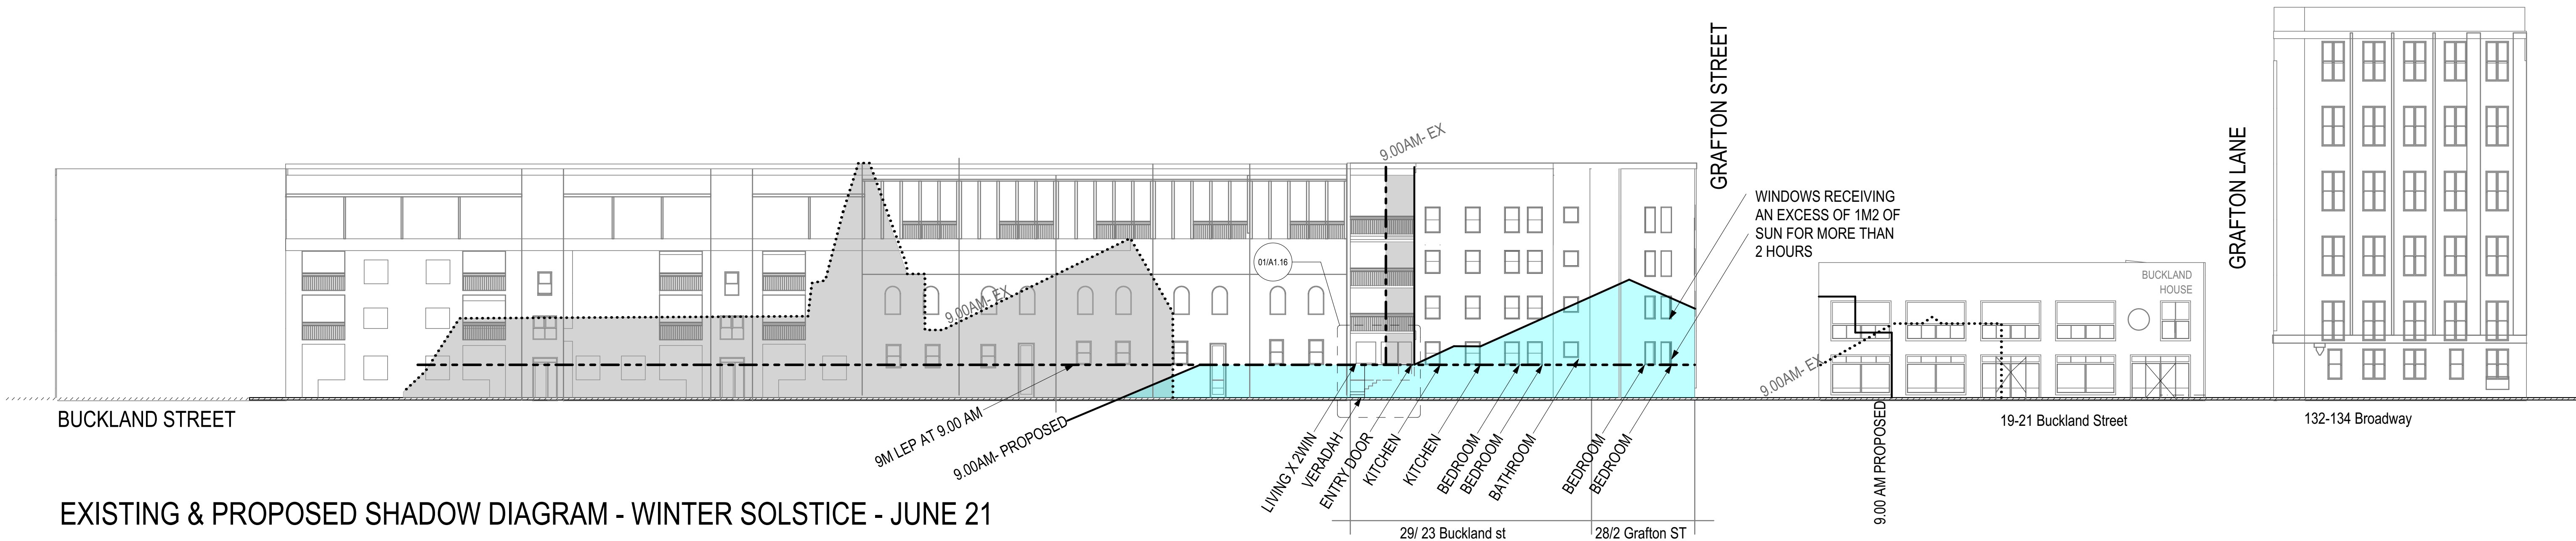 GRAFTON STREET
GRAFTON LANE
9.00AM- EX
WINDOWS RECEIVING
AN EXCESS OF 1M2 OF
SUN FOR MORE THAN
2 HOURS
01/A1.16
9.00AM- EX
BUCKLAND
HOUSE
9.00AM- EX
BUCKLAND STREET
9M LEP AT 9.00 AM
9.00AM- PROPOSED
LIVING X 2WIN
VERADAH
ENTRY DOOR
KITCHEN
KITCHEN
BEDROOM
BEDROOM
BATHROOM
BEDROOM
BEDROOM
9.00 AM PROPOSED
19-21 Buckland Street
132-134 Broadway
EXISTING & PROPOSED SHADOW DIAGRAM - WINTER SOLSTICE - JUNE 21
29/ 23 Buckland st
28/2 Grafton ST